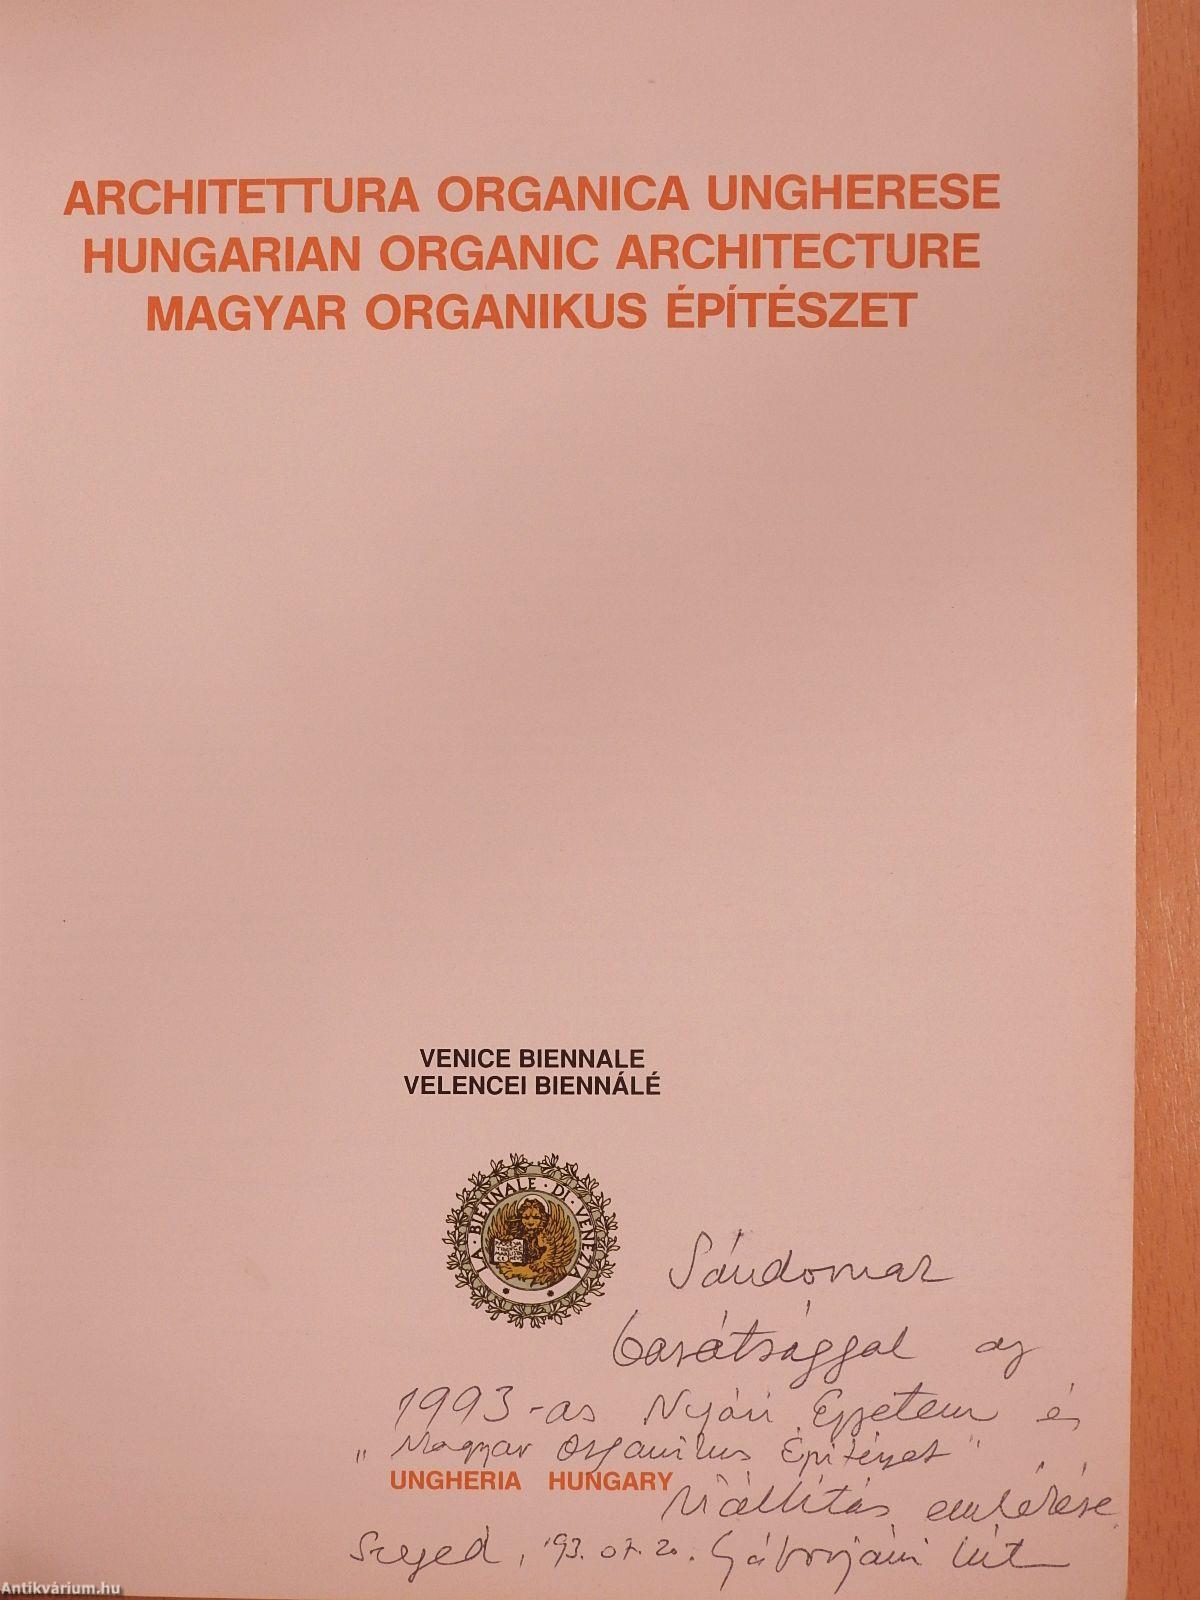 ARCHITETTURA ORGANICA UNGHERESE
HUNGARIAN ORGANIC ARCHITECTURE
MAGYAR ORGANIKUS ÉPÍTÉSZET
VENICE BIENNALE
VELENCEI BIENNÁLÉ
LA · BIENNALE · DI · VENEZIA
Sándornak
barátsággal az
1993-as Nyári Egyetem és
„Magyar Organikus Építészet"
UNGHERIA HUNGARY
kiállítás emlékére
Szeged, '93. 07. 20. Gáborjáni
Antikvárium.hu